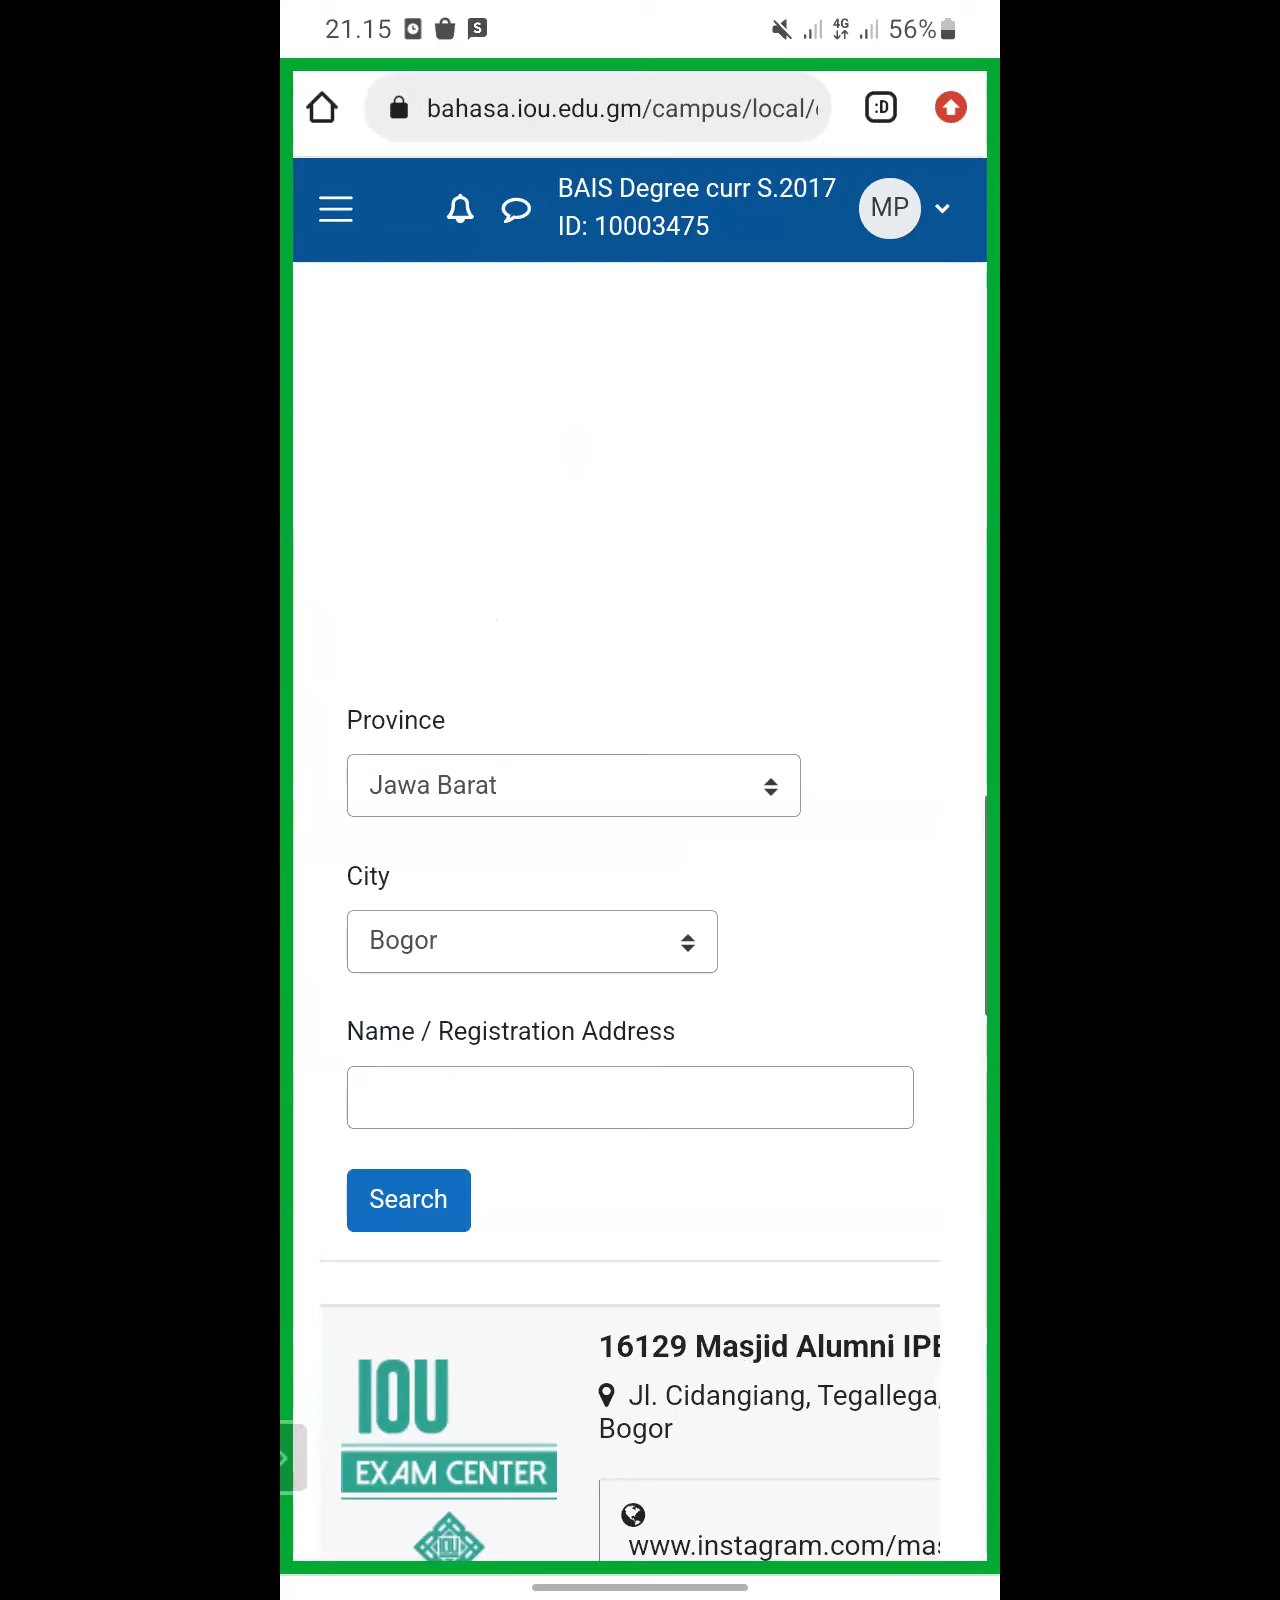 21.15
4G 56%
bahasa.iou.edu.gm/campus/local/
:D
BAIS Degree curr S.2017
ID: 10003475
MP
Province
Jawa Barat
City
Bogor
Name / Registration Address
Search
16129 Masjid Alumni
Jl. Cidangiang, Tegallega,
Bogor
IOU
EXAM CENTER
www.instagram.com/mas